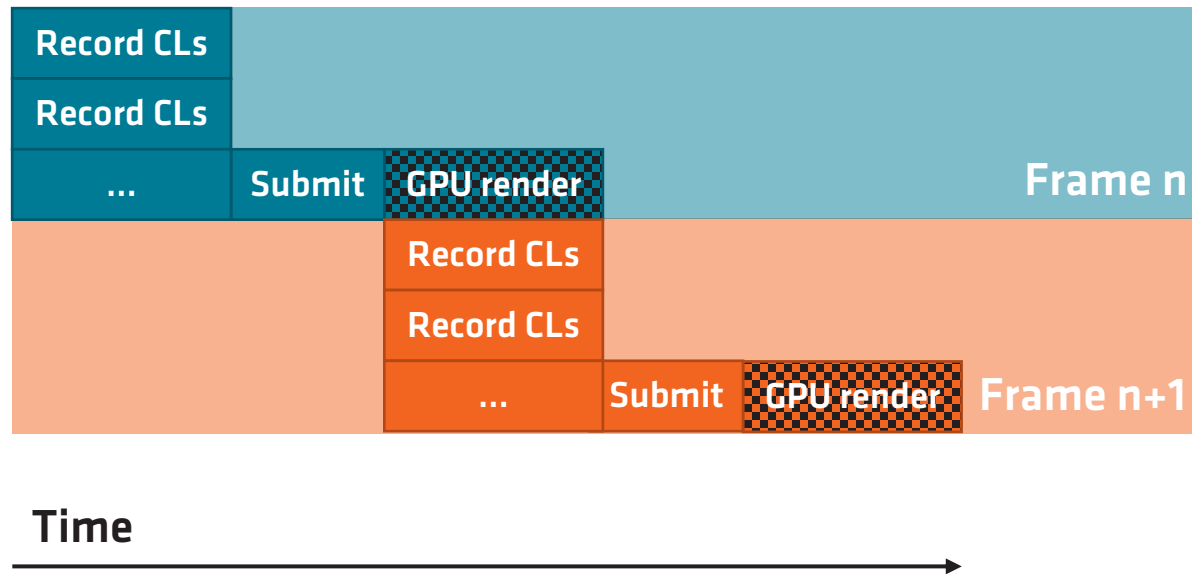 Record CLs
Record CLs
... Submit GPU render Frame n
Record CLs
Record CLs
... Submit GPU render Frame n+1
Time